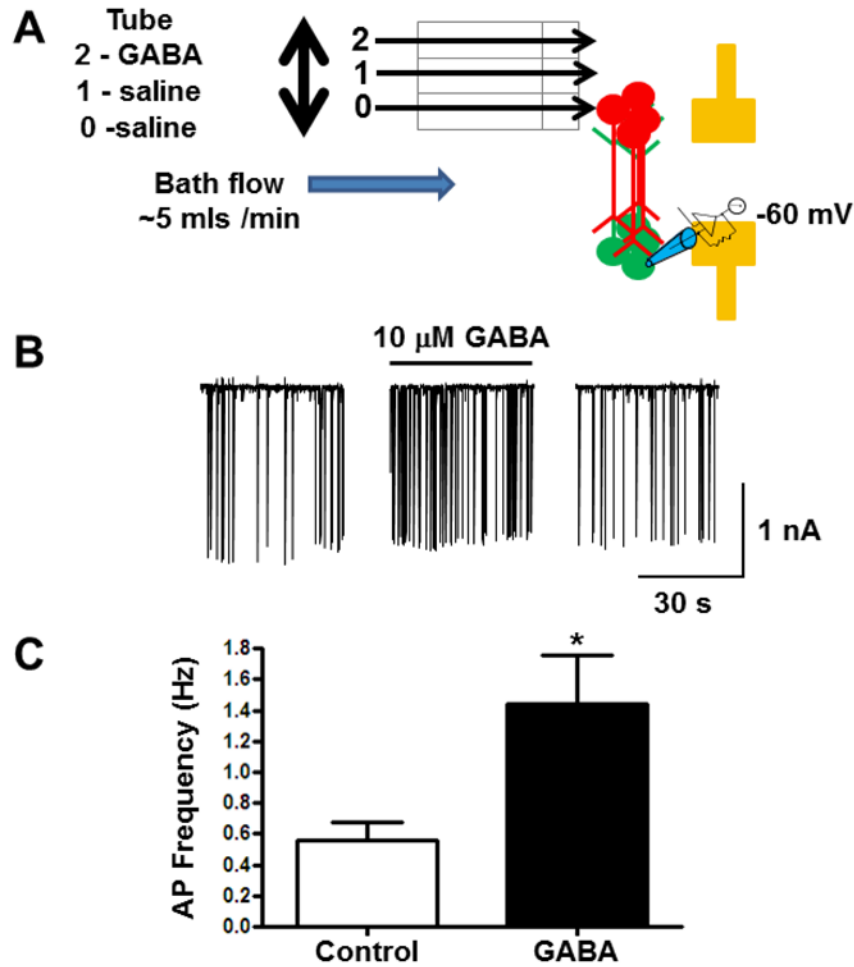 A
Tube
2 - GABA
1 - saline
0 -saline
2
1
0
Bath flow
~5 mls /min
-60 mV
B
10 μM GABA
1 nA
30 s
C
AP Frequency (Hz)
1.8
1.6
1.4
1.2
1.0
0.8
0.6
0.4
0.2
0.0
*
Control
GABA